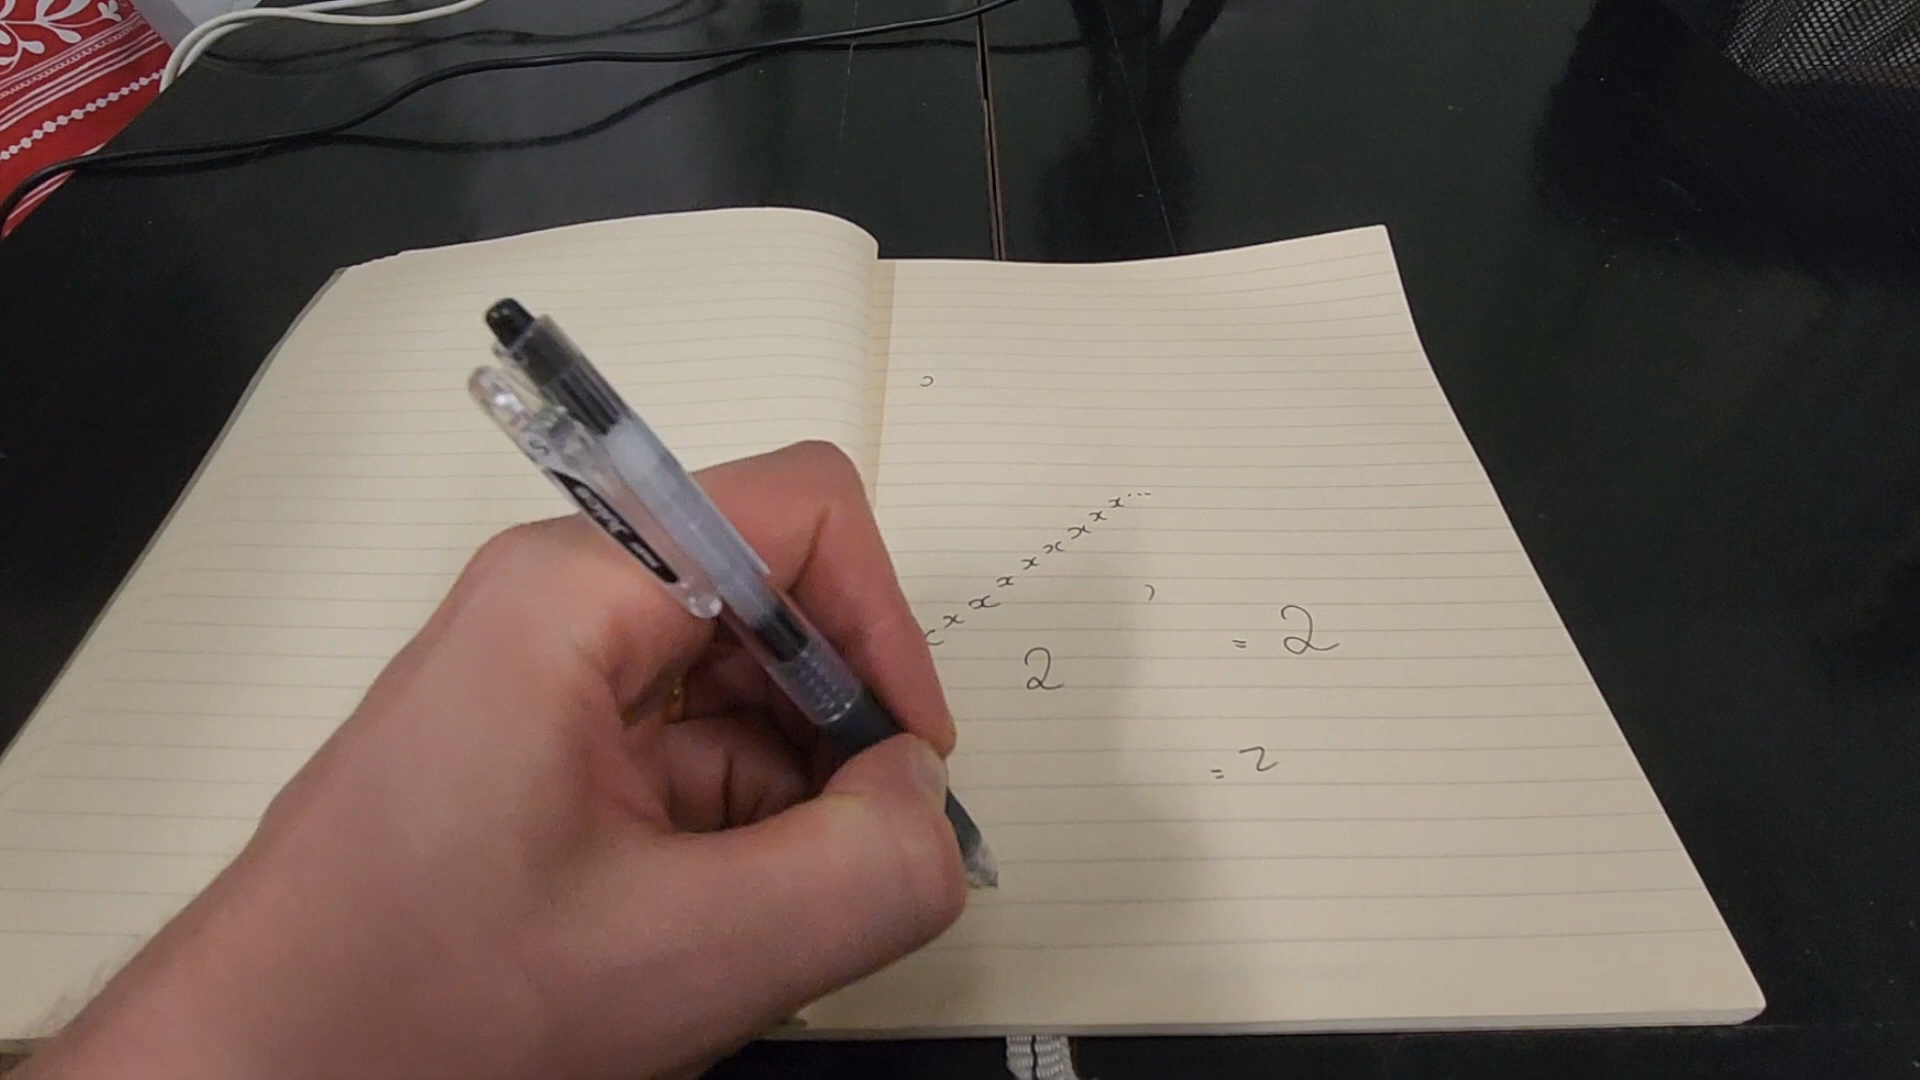 x x x x x x x x x ...
2 = 2
= 2